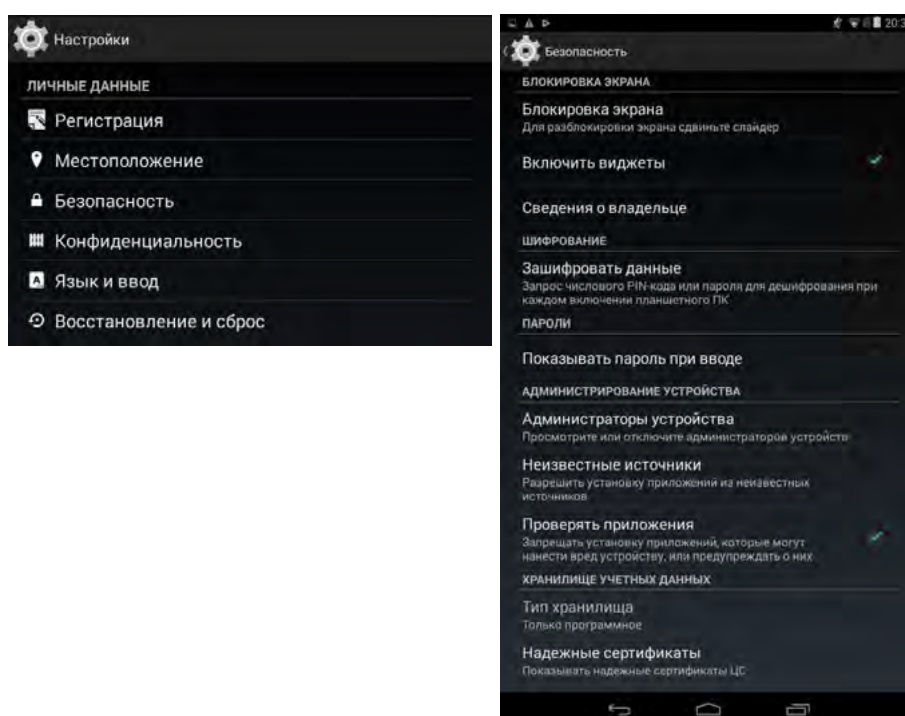 Настройки
ЛИЧНЫЕ ДАННЫЕ
Регистрация
Местоположение
Безопасность
Конфиденциальность
Язык и ввод
Восстановление и сброс
20:3
Безопасность
БЛОКИРОВКА ЭКРАНА
Блокировка экрана
Для разблокировки экрана сдвиньте слайдер
Включить виджеты
Сведения о владельце
ШИФРОВАНИЕ
Зашифровать данные
Запрос числового PIN-кода или пароля для дешифрования при
каждом включении планшетного ПК
ПАРОЛИ
Показывать пароль при вводе
АДМИНИСТРИРОВАНИЕ УСТРОЙСТВА
Администраторы устройства
Просмотрите или отключите администраторов устройств
Неизвестные источники
Разрешить установку приложений из неизвестных
источников
Проверять приложения
Запрещать установку приложений, которые могут
нанести вред устройству, или предупреждать о них
ХРАНИЛИЩЕ УЧЕТНЫХ ДАННЫХ
Тип хранилища
Только программное
Надежные сертификаты
Показывать надежные сертификаты ЦС